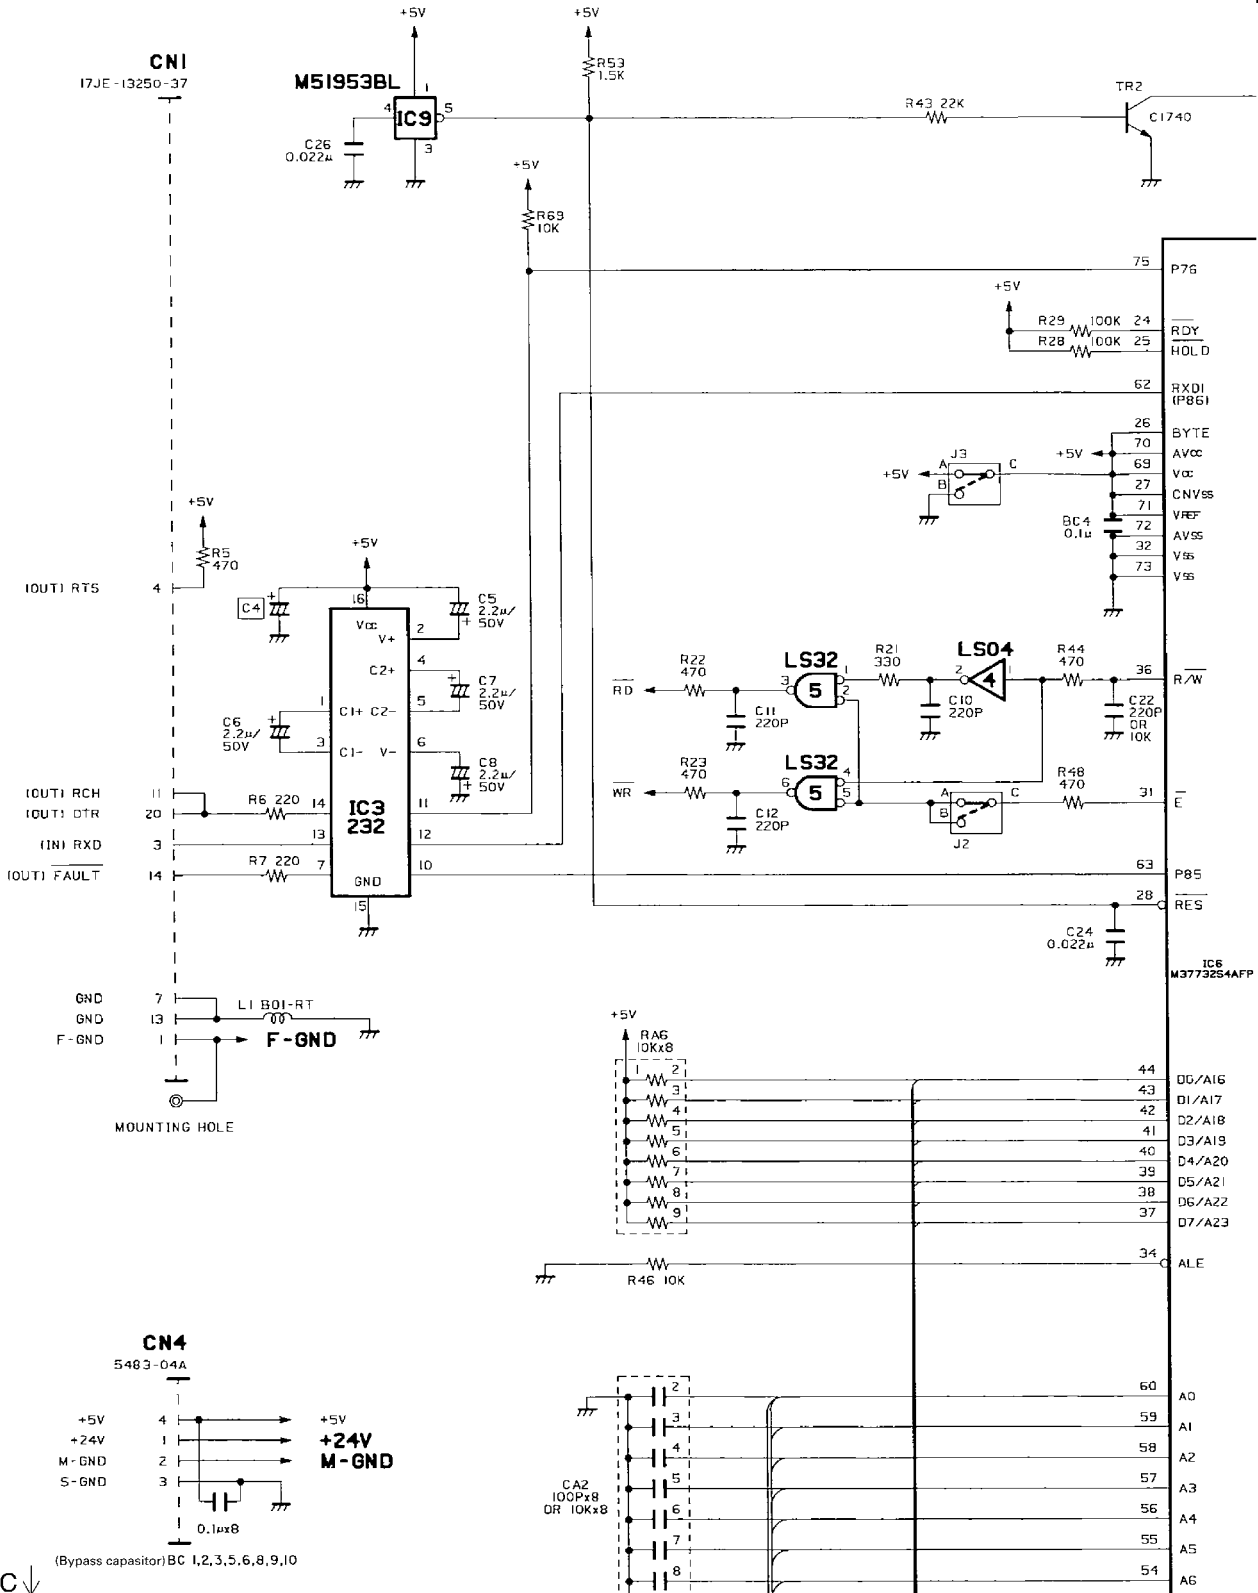 +5V
+5V
CN1
17JE-13250-37
M51953BL
R53
1.5K
TR2
C1740
R43 22K
1
4 IC9 5
3
C26
0.022µ
+5V
R69
10K
75 P76
+5V
R29 100K 24 RDY
R28 100K 25 HOLD
62 RXD1
(P86)
26 BYTE
+5V 70 AVCC
J3
+5V A C 69 VCC
B 27 CNVSS
71 VREF
BC4
0.1µ
72 AVSS
32 VSS
73 VSS
+5V
R5
470
+5V
(OUT) RTS 4
C4 +
16
VCC
V+ 2
C5
2.2µ/
50V
+
C2+ 4
+ C7
2.2µ/
50V
1 C1+ C2- 5
C6
2.2µ/
50V
+
3 C1- V- 6
C8
2.2µ/
50V
+
IC3
232
R22
470
LS32
R21
330
LS04
R44
470
36 R/W
RD
3 5 1
2
2 4 1
C11
220P
C10
220P
C22
220P
OR
10K
R23
470
LS32
WR
6 5 4
5
C12
220P
A C
B
J2
R48
470
31 E
(OUT) RCH 11
(OUT) DTR 20 R6 220 14 11
(IN) RXD 3 13 12
(OUT) FAULT 14 R7 220 7 10 63 P85
GND
15
28 RES
C24
0.022µ
IC6
M37732S4AFP
GND 7
GND 13 L1 B01-RT
F-GND 1 F-GND
MOUNTING HOLE
+5V
RA6
10Kx8
1 2 44 D0/A16
3 43 D1/A17
4 42 D2/A18
5 41 D3/A19
6 40 D4/A20
7 39 D5/A21
8 38 D6/A22
9 37 D7/A23
34 ALE
R46 10K
CN4
5483-04A
+5V 4 +5V
+24V 1 +24V
M-GND 2 M-GND
S-GND 3
0.1µx8
(Bypass capasitor) BC 1,2,3,5,6,8,9,10
C↓
2 60 A0
3 59 A1
4 58 A2
CA2
100Px8
OR 10Kx8
5 57 A3
6 56 A4
7 55 A5
8 54 A6